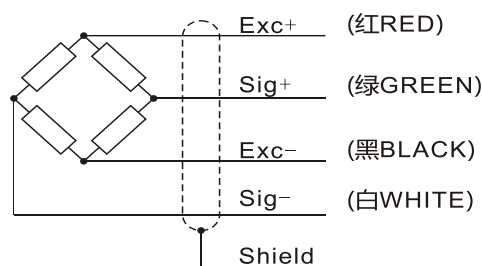 Exc+ (红RED)
Sig+ (绿GREEN)
Exc− (黑BLACK)
Sig− (白WHITE)
Shield